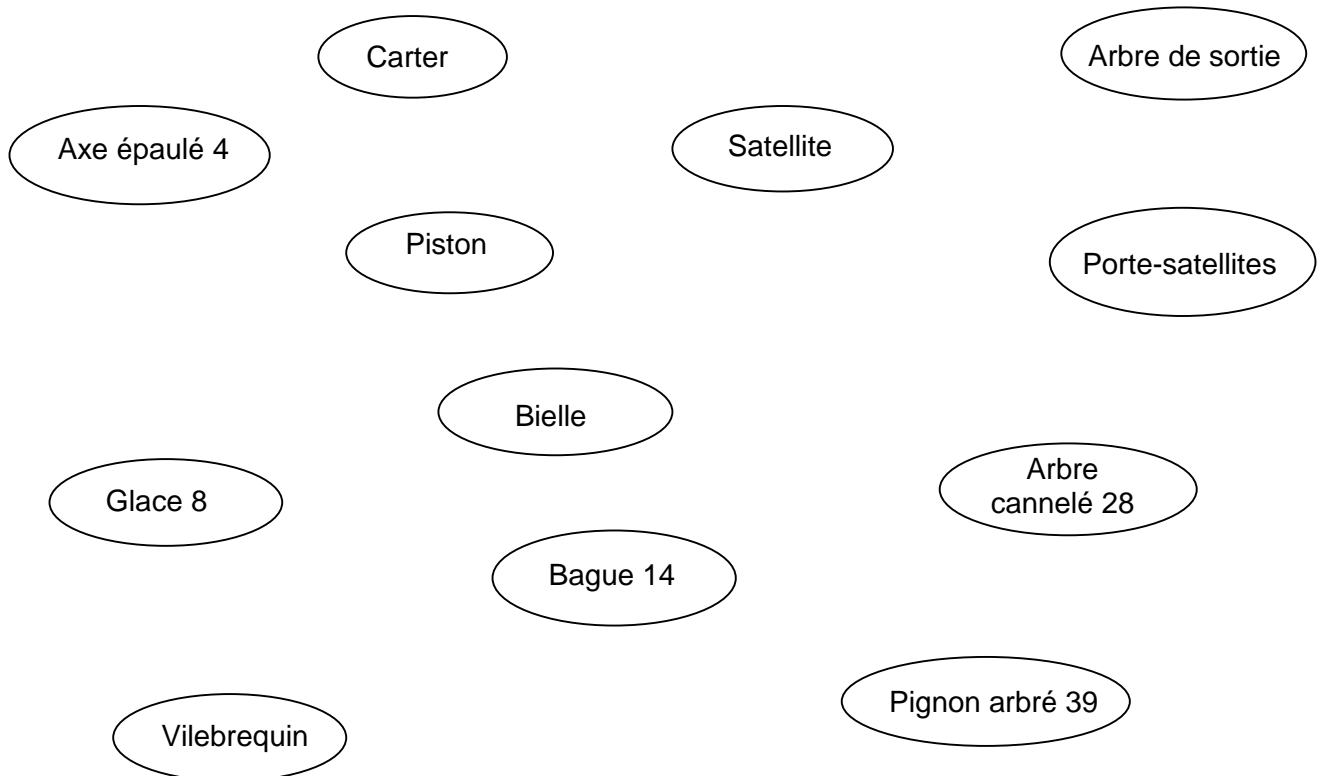 Carter
Arbre de sortie
Axe épaulé 4
Satellite
Piston
Porte-satellites
Bielle
Glace 8
Arbre
cannelé 28
Bague 14
Pignon arbré 39
Vilebrequin